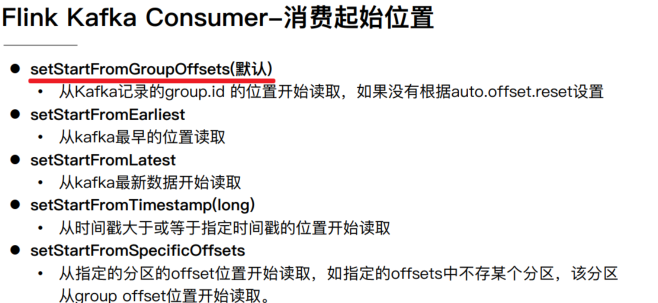 Flink Kafka Consumer-消费起始位置
● setStartFromGroupOffsets(默认)
• 从Kafka记录的group.id 的位置开始读取，如果没有根据auto.offset.reset设置
● setStartFromEarliest
• 从kafka最早的位置读取
● setStartFromLatest
• 从kafka最新数据开始读取
● setStartFromTimestamp(long)
• 从时间戳大于或等于指定时间戳的位置开始读取
● setStartFromSpecificOffsets
• 从指定的分区的offset位置开始读取，如指定的offsets中不存某个分区，该分区
从group offset位置开始读取。